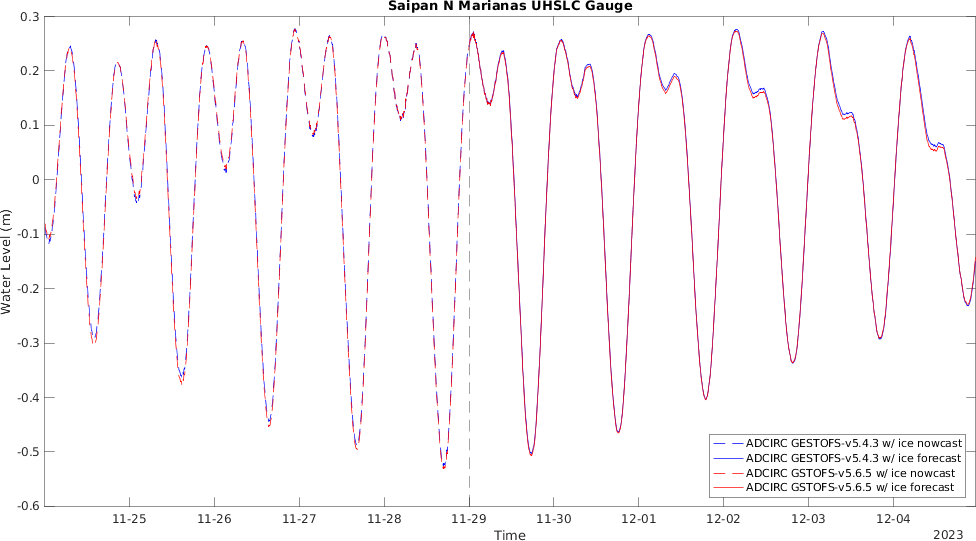 Saipan N Marianas UHSLC Gauge
0.3
0.2
0.1
0
-0.1
-0.2
-0.3
-0.4
-0.5
-0.6
Water Level (m)
ADCIRC GESTOFS-v5.4.3 w/ ice nowcast
ADCIRC GESTOFS-v5.4.3 w/ ice forecast
ADCIRC GSTOFS-v5.6.5 w/ ice nowcast
ADCIRC GSTOFS-v5.6.5 w/ ice forecast
11-25 11-26 11-27 11-28 11-29 11-30 12-01 12-02 12-03 12-04
Time
2023